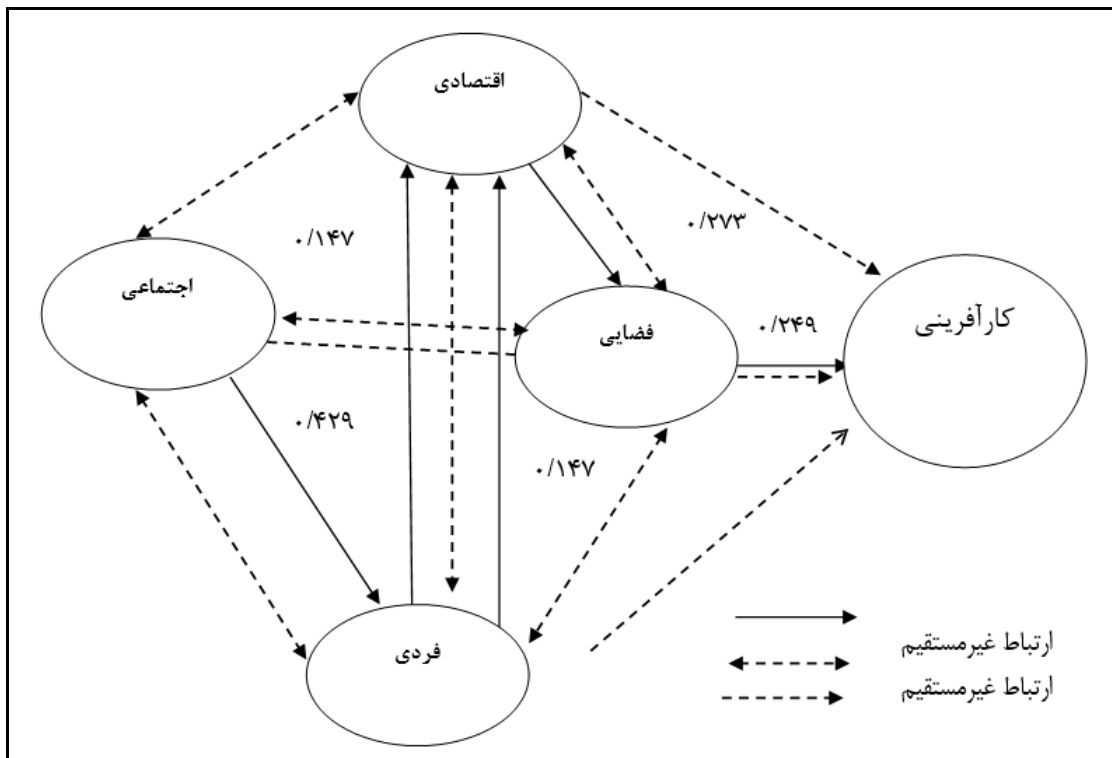 اقتصادی
۰/۱۴۷
۰/۲۷۳
اجتماعی
فضایی
۰/۲۴۹
کارآفرینی
۰/۴۲۹
۰/۱۴۷
فردی
ارتباط غیرمستقیم
ارتباط غیرمستقیم